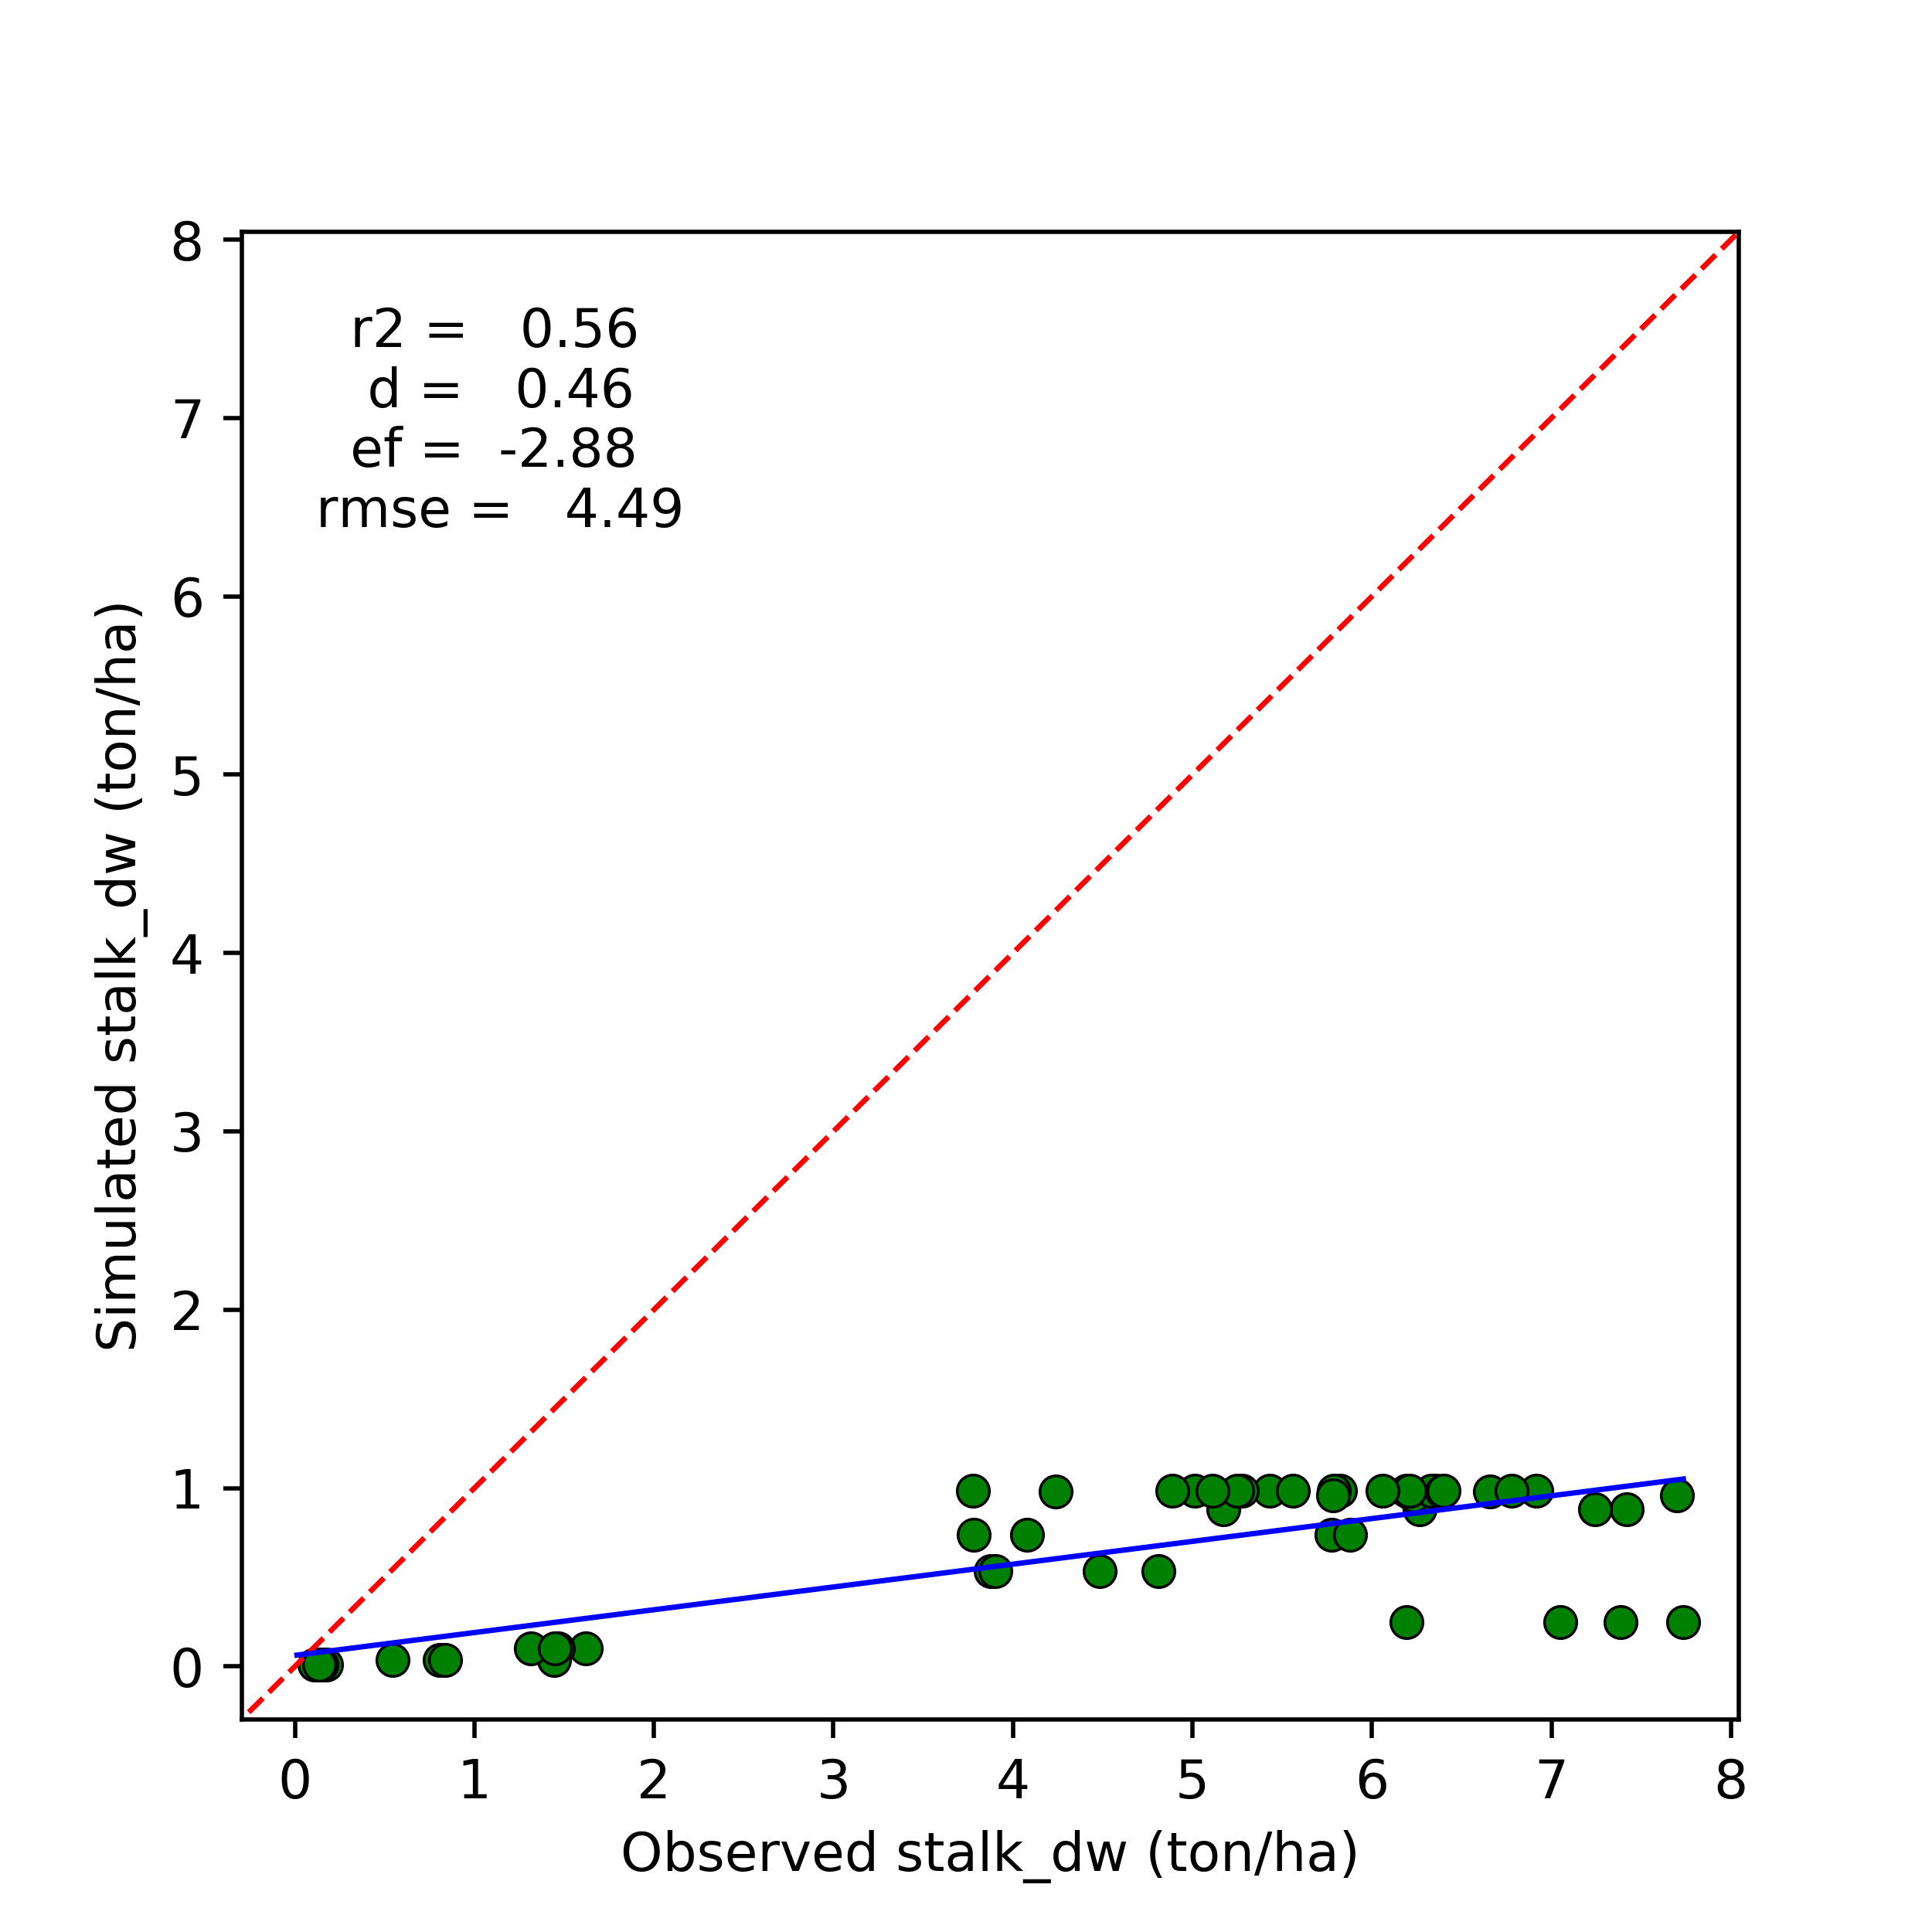 r2 = 0.56
d = 0.46
ef = -2.88
rmse = 4.49
8
7
6
5
4
3
2
1
0
Simulated stalk_dw (ton/ha)
0 1 2 3 4 5 6 7 8
Observed stalk_dw (ton/ha)